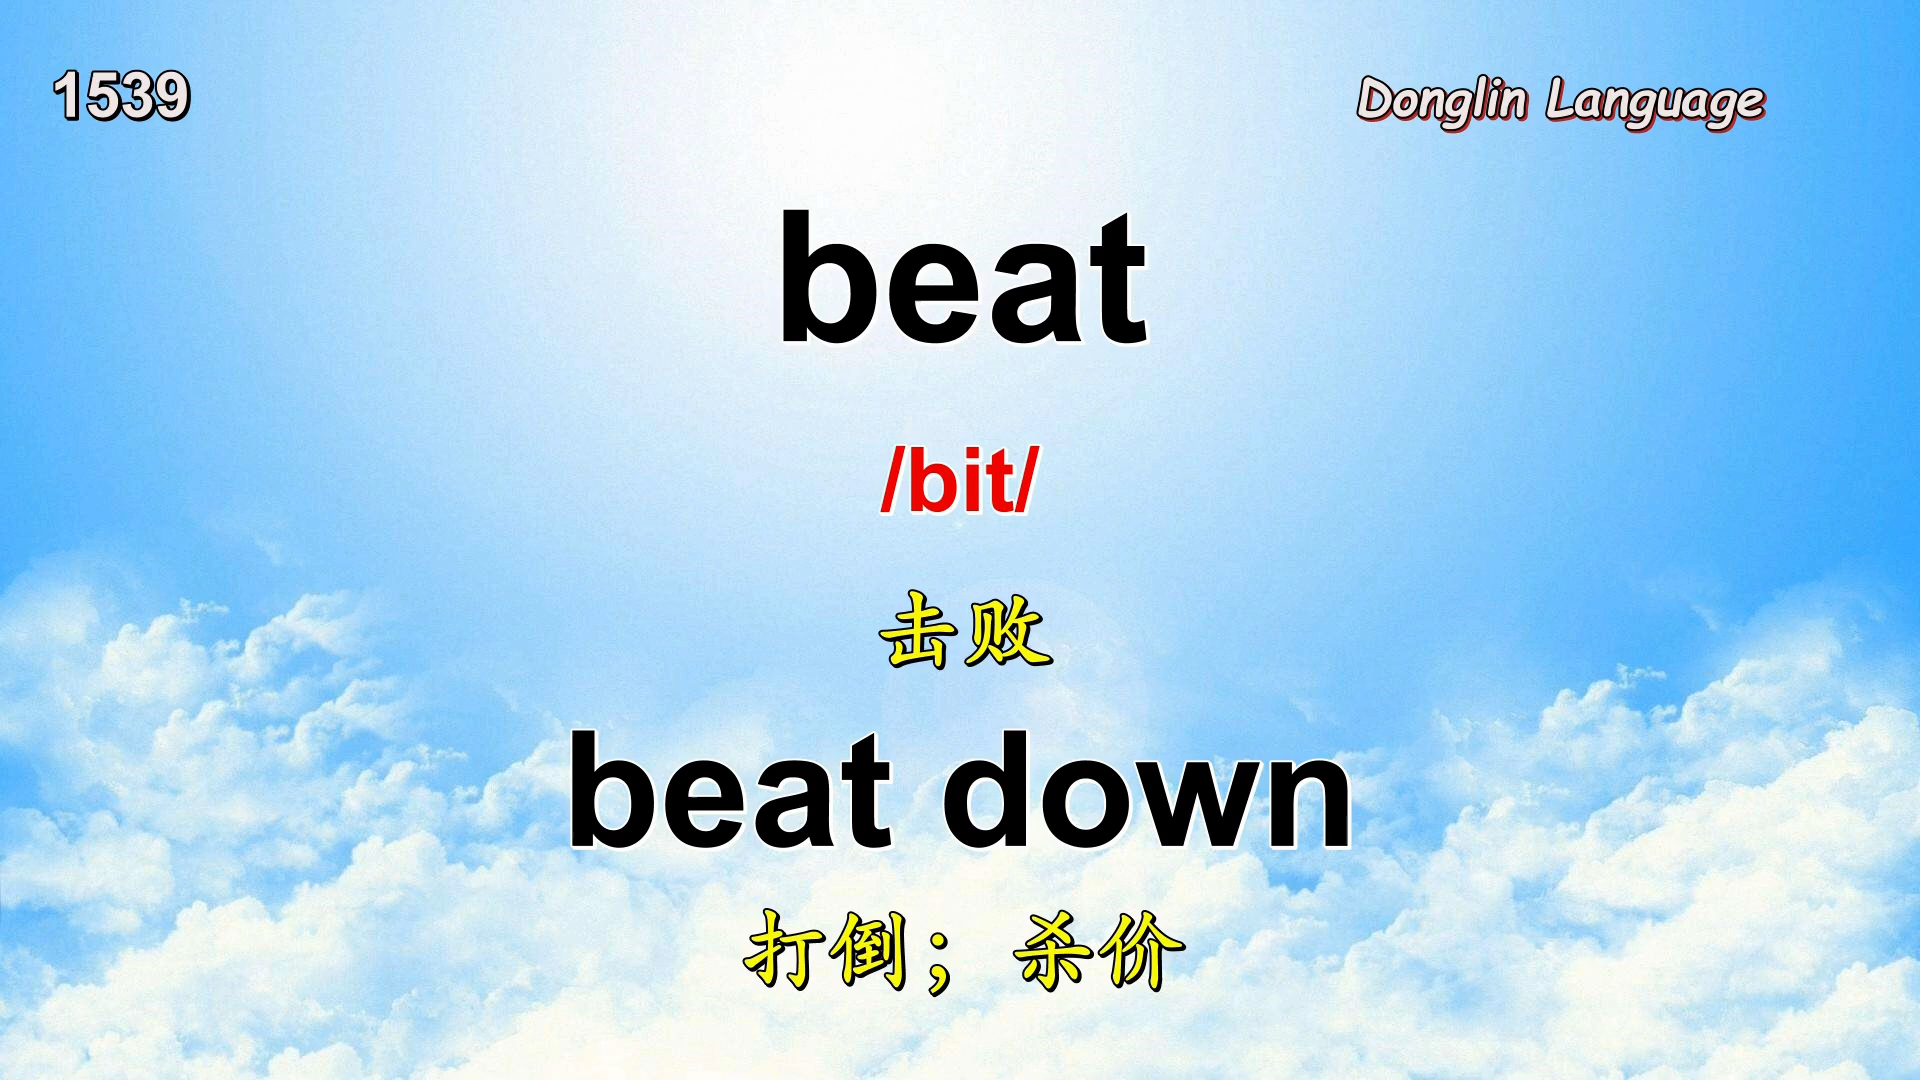 1539
Donglin Language
beat
/bit/
击败
beat down
打倒；杀价